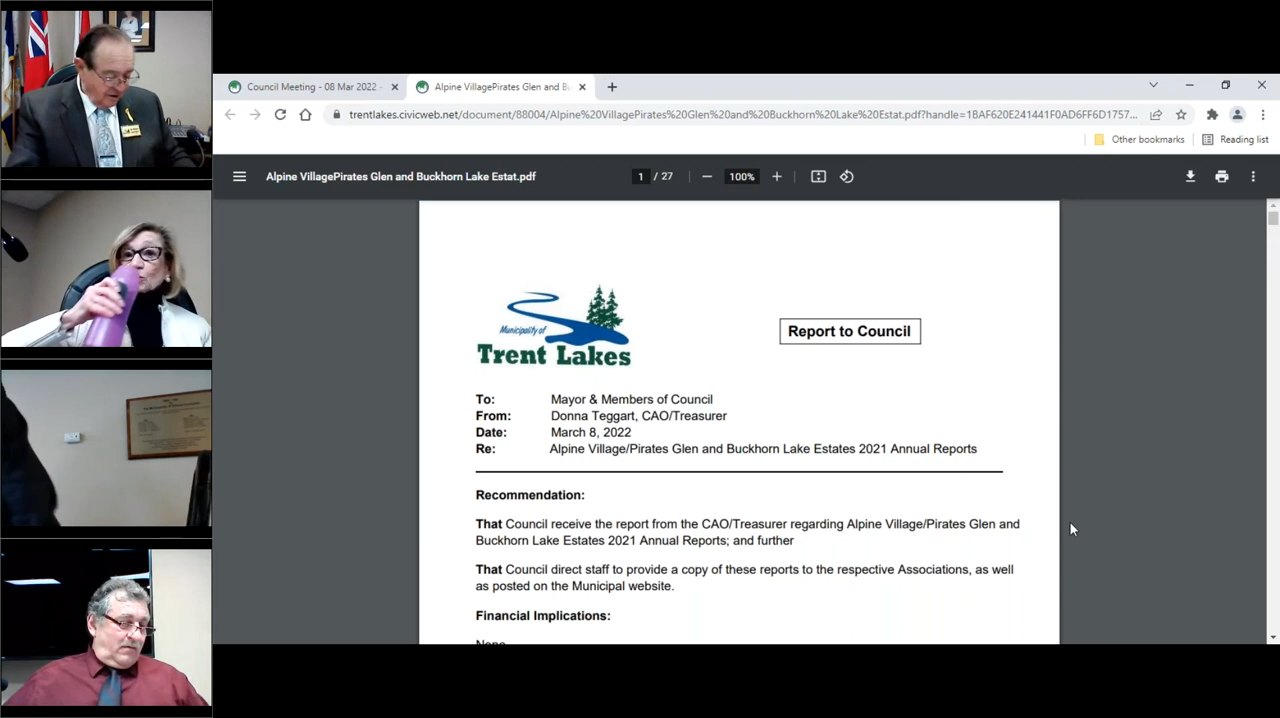 Council Meeting - 08 Mar 2022 -
Alpine VillagePirates Glen and Bu
trentlakes.civicweb.net/document/88004/Alpine%20VillagePirates%20Glen%20and%20Buckhorn%20Lake%20Estat.pdf?handle=1BAF620E241441F0AD6FF6D1757...
Other bookmarks
Reading list
Alpine VillagePirates Glen and Buckhorn Lake Estat.pdf
1 / 27
100%
Municipality of
Trent Lakes
Report to Council
To: Mayor & Members of Council
From: Donna Teggart, CAO/Treasurer
Date: March 8, 2022
Re: Alpine Village/Pirates Glen and Buckhorn Lake Estates 2021 Annual Reports
Recommendation:
That Council receive the report from the CAO/Treasurer regarding Alpine Village/Pirates Glen and
Buckhorn Lake Estates 2021 Annual Reports; and further
That Council direct staff to provide a copy of these reports to the respective Associations, as well
as posted on the Municipal website.
Financial Implications:
None